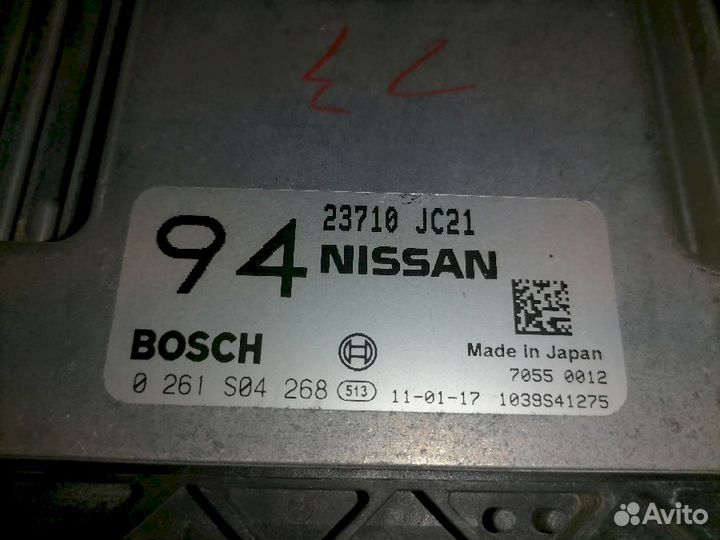 94
23710 JC21
NISSAN
BOSCH
Made in Japan
7055 0012
0 261 S04 268 513 11-01-17 1039S41275
Avito